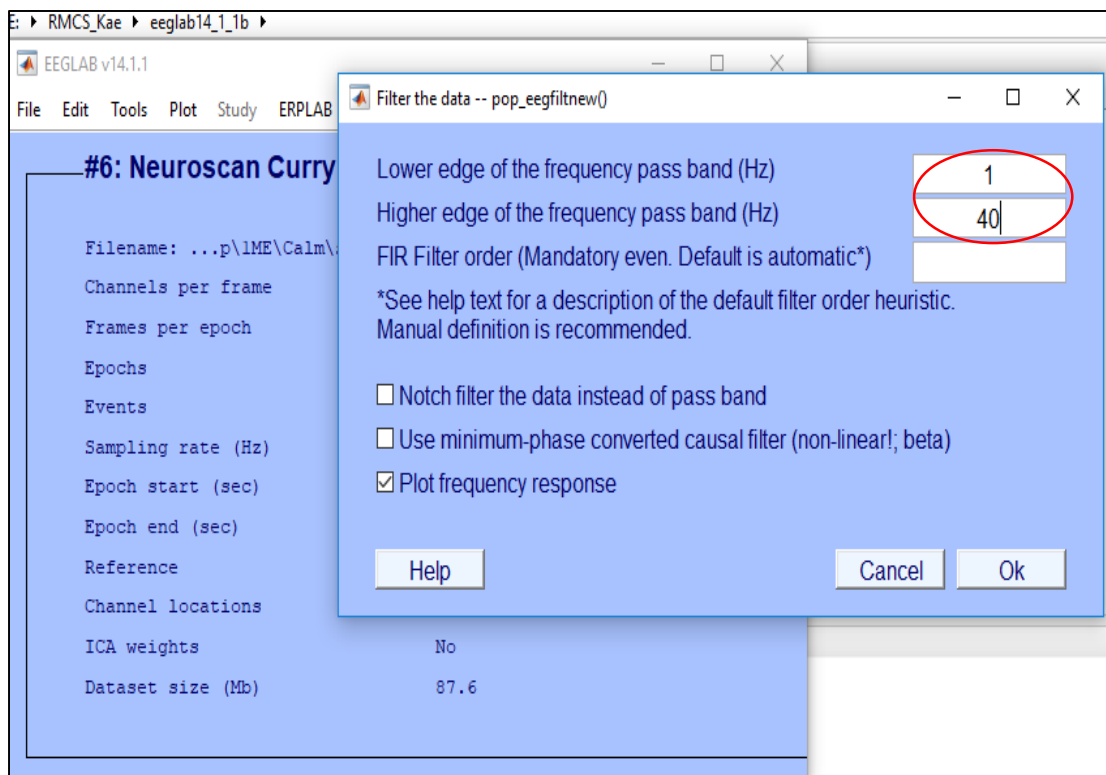 E: ▸ RMCS_Kae ▸ eeglab14_1_1b ▸
EEGLAB v14.1.1
File Edit Tools Plot Study ERPLAB
#6: Neuroscan Curry
Filename: ...p\1ME\Calm\
Channels per frame
Frames per epoch
Epochs
Events
Sampling rate (Hz)
Epoch start (sec)
Epoch end (sec)
Reference
Channel locations
ICA weights No
Dataset size (Mb) 87.6
Filter the data -- pop_eegfiltnew()
Lower edge of the frequency pass band (Hz) 1
Higher edge of the frequency pass band (Hz) 40
FIR Filter order (Mandatory even. Default is automatic*)
*See help text for a description of the default filter order heuristic.
Manual definition is recommended.
Notch filter the data instead of pass band
Use minimum-phase converted causal filter (non-linear!; beta)
Plot frequency response
Help Cancel Ok